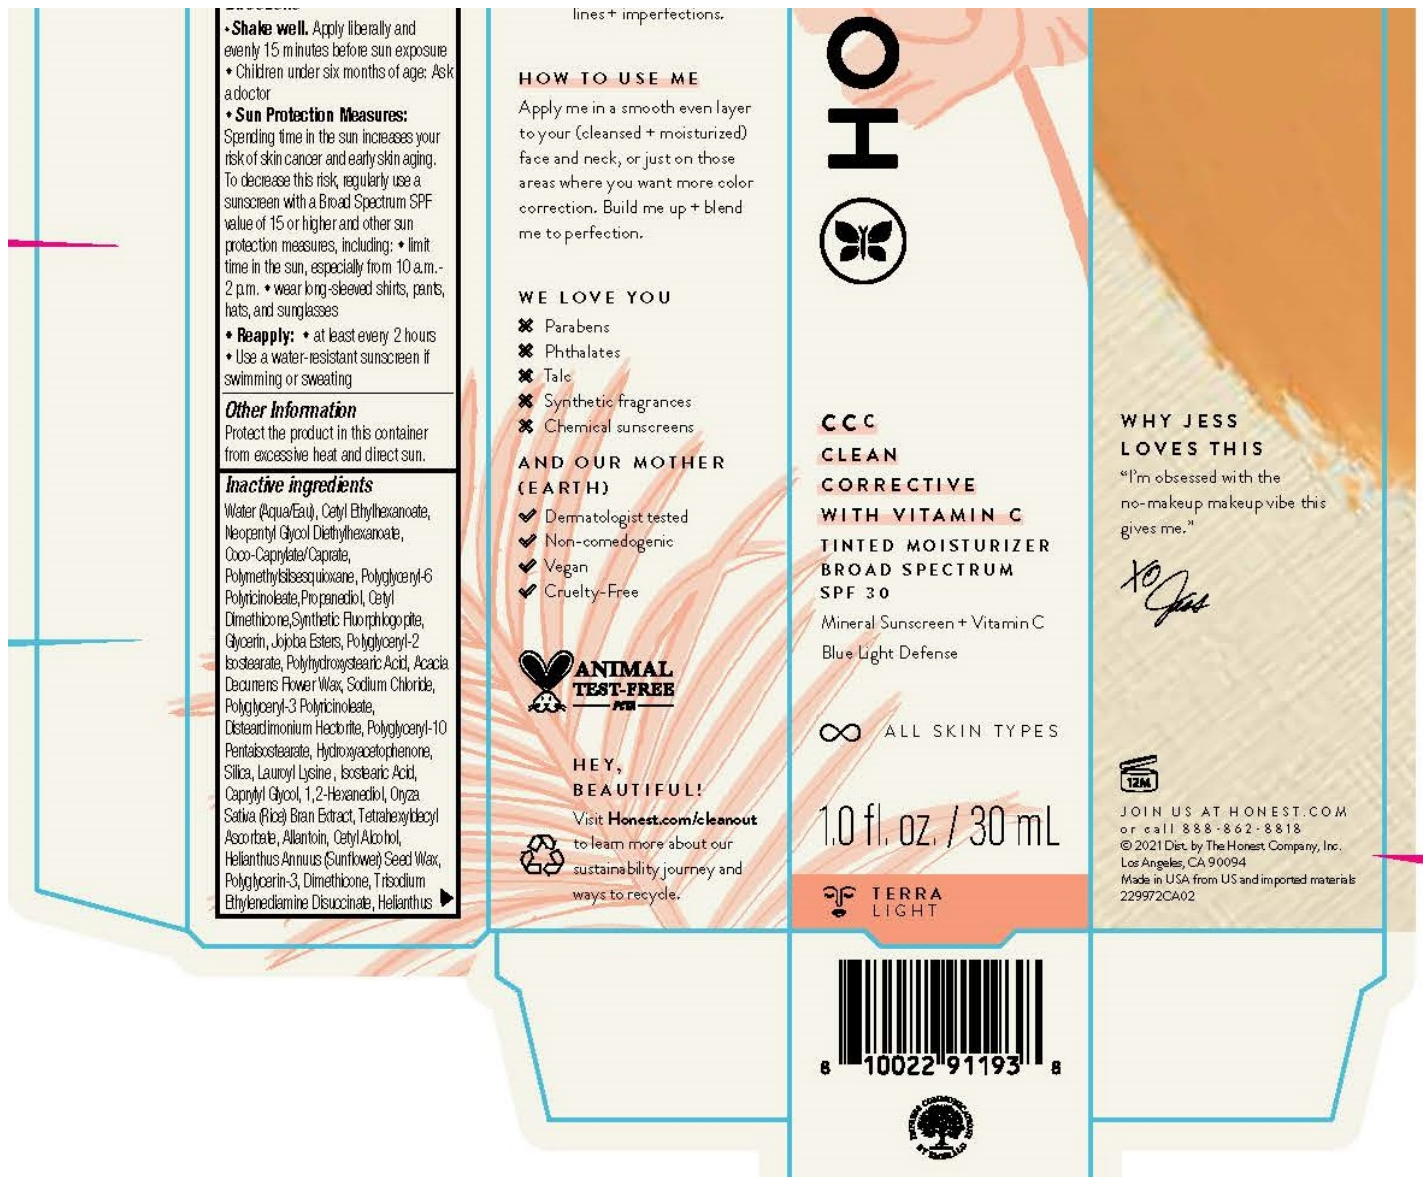 •Shake well. Apply liberally and
evenly 15 minutes before sun exposure
• Children under six months of age: Ask
a doctor
• Sun Protection Measures:
Spending time in the sun increases your
risk of skin cancer and early skin aging.
To decrease this risk, regularly use a
sunscreen with a Broad Spectrum SPF
value of 15 or higher and other sun
protection measures, including: • limit
time in the sun, especially from 10 a.m.-
2 p.m. • wear long-sleeved shirts, pants,
hats, and sunglasses
• Reapply: • at least every 2 hours
• Use a water-resistant sunscreen if
swimming or sweating
Other Information
Protect the product in this container
from excessive heat and direct sun.
Inactive ingredients
Water (Aqua/Eau), Cetyl Ethylhexanoate,
Neopentyl Glycol Diethylhexanoate,
Coco-Caprylate/Caprate,
Polymethylsilsesquioxane, Polyglyceryl-6
Polyricinoleate,Propanediol, Cetyl
Dimethicone,Synthetic Fluorphlogopite,
Glycerin, Jojoba Esters, Polyglyceryl-2
Isostearate, Polyhydroxystearic Acid, Acacia
Decurrens Flower Wax, Sodium Chloride,
Polyglyceryl-3 Polyricinoleate,
Disteardimonium Hectorite, Polyglyceryl-10
Pentaisostearate, Hydroxyacetophenone,
Silica, Lauroyl Lysine , Isostearic Acid,
Caprylyl Glycol, 1,2-Hexanediol, Oryza
Sativa (Rice) Bran Extract, Tetrahexyldecyl
Ascorbate, Allantoin, Cetyl Alcohol,
Helianthus Annuus (Sunflower) Seed Wax,
Polyglycerin-3, Dimethicone, Trisodium
Ethylenediamine Disuccinate, Helianthus
lines + imperfections.
HOW TO USE ME
Apply me in a smooth even layer
to your (cleansed + moisturized)
face and neck, or just on those
areas where you want more color
correction. Build me up + blend
me to perfection.
WE LOVE YOU
Parabens
Phthalates
Talc
Synthetic fragrances
Chemical sunscreens
AND OUR MOTHER
(EARTH)
Dermatologist tested
Non-comedogenic
Vegan
Cruelty-Free
ANIMAL
TEST-FREE
PETA
HEY,
BEAUTIFUL!
Visit Honest.com/cleanout
to learn more about our
sustainability journey and
ways to recycle.
HO
CCC
CLEAN
CORRECTIVE
WITH VITAMIN C
TINTED MOISTURIZER
BROAD SPECTRUM
SPF 30
Mineral Sunscreen + Vitamin C
Blue Light Defense
ALL SKIN TYPES
1.0 fl. oz. / 30 mL
TERRA
LIGHT
8 10022 91193 8
WHY JESS
LOVES THIS
“I'm obsessed with the
no-makeup makeup vibe this
gives me.”
XO Jess
12M
JOIN US AT HONEST.COM
or call 888-862-8818
© 2021 Dist. by The Honest Company, Inc.
Los Angeles, CA 90094
Made in USA from US and imported materials
229972CA02